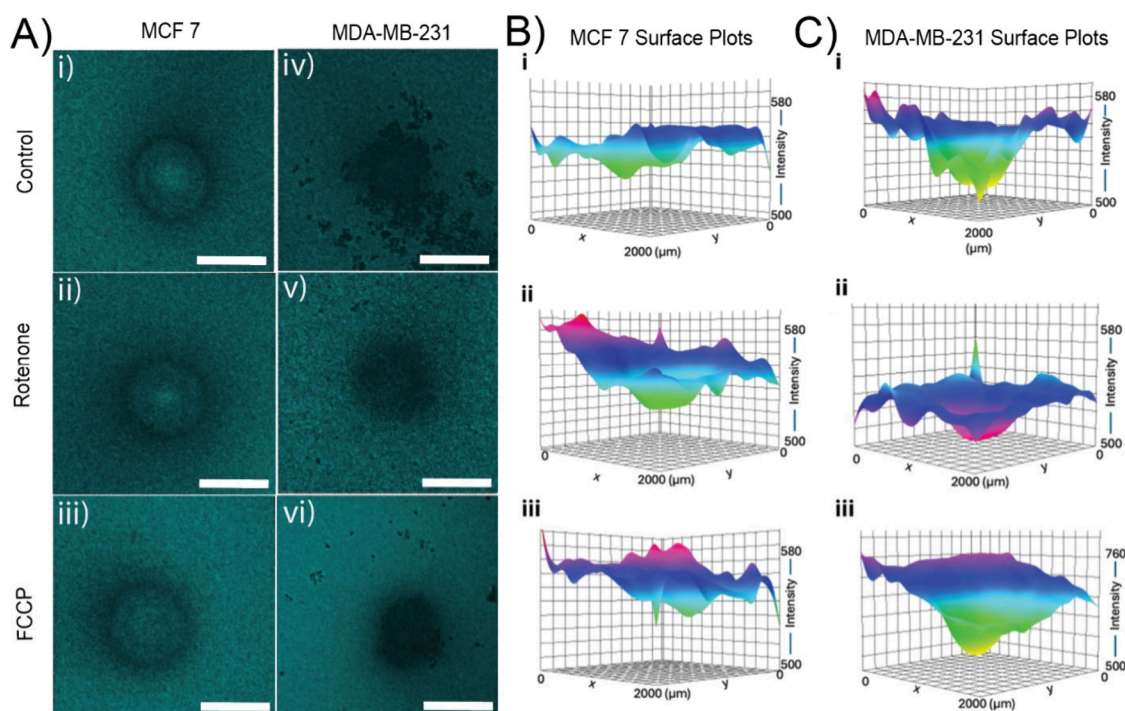 A)
MCF 7
MDA-MB-231
B)
MCF 7 Surface Plots
C)
MDA-MB-231 Surface Plots
Control
i)
iv)
Rotenone
ii)
v)
FCCP
iii)
vi)
i
580
Intensity
500
0
x
2000 (µm)
y
0
ii
580
Intensity
500
0
x
2000 (µm)
y
0
iii
580
Intensity
500
0
x
2000 (µm)
y
0
i
580
Intensity
500
0
x
2000
(µm)
y
0
ii
580
Intensity
500
0
x
2000 (µm)
y
0
iii
760
Intensity
500
0
x
2000 (µm)
y
0